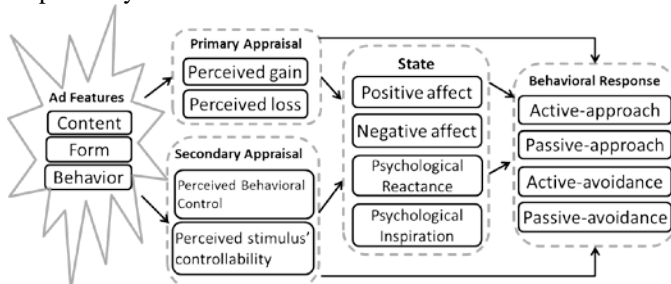 Primary Appraisal
Perceived gain
Perceived loss
Ad Features
Content
Form
Behavior
Secondary Appraisal
Perceived Behavioral
Control
Perceived stimulus'
controllability
State
Positive affect
Negative affect
Psychological
Reactance
Psychological
Inspiration
Behavioral Response
Active-approach
Passive-approach
Active-avoidance
Passive-avoidance